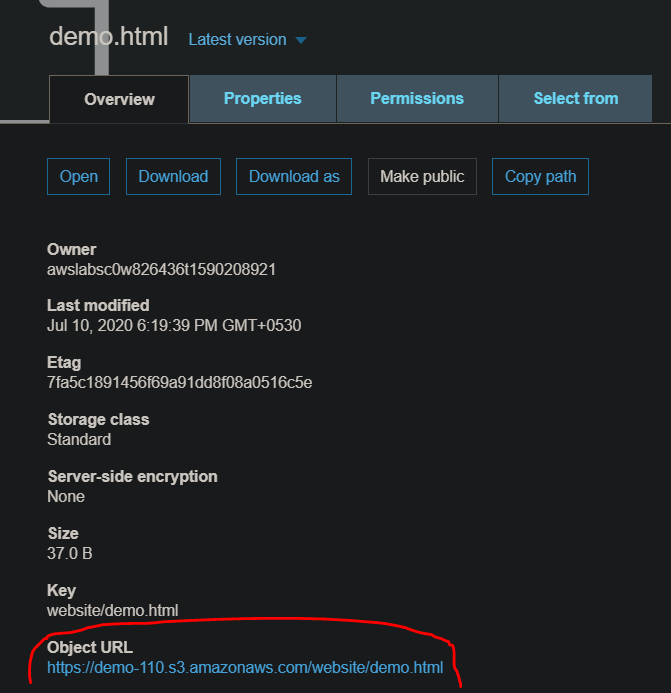 demo.html Latest version
Overview Properties Permissions Select from
Open Download Download as Make public Copy path
Owner
awslabsc0w826436t1590208921
Last modified
Jul 10, 2020 6:19:39 PM GMT+0530
Etag
7fa5c1891456f69a91dd8f08a0516c5e
Storage class
Standard
Server-side encryption
None
Size
37.0 B
Key
website/demo.html
Object URL
https://demo-110.s3.amazonaws.com/website/demo.html